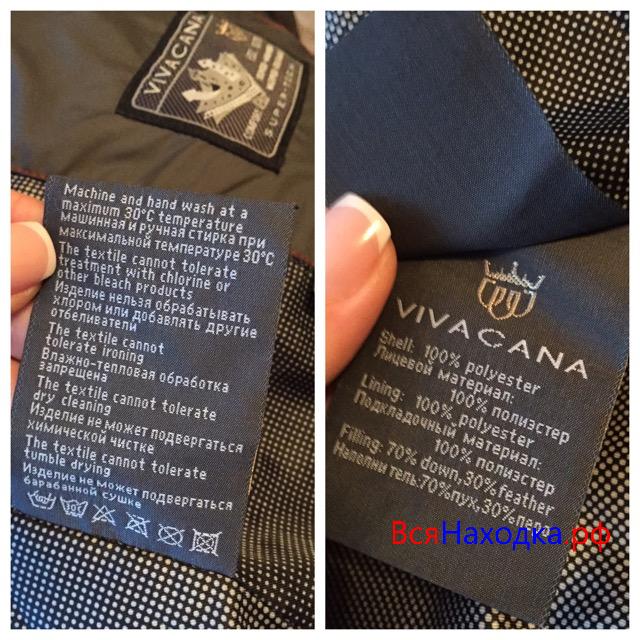 VIVACANA
SUPER-TECH
Machine and hand wash at a
maximum 30°C temperature
машинная и ручная стирка при
максимальной температуре 30°C
The textile cannot tolerate
treatment with chlorine or
other bleach products
Изделие нельзя обрабатывать
хлором или добавлять другие
отбеливатели
The textile cannot
tolerate ironing
Влажно-тепловая обработка
запрещена
The textile cannot tolerate
dry cleaning
Изделие не может подвергаться
химической чистке
The textile cannot tolerate
tumble drying
Изделие не может подвергаться
барабанной сушке
VIVACANA
Shell: 100% polyester
Лицевой материал:
100% полиэстер
Lining: 100% polyester
Подкладочный материал:
100% полиэстер
Filling: 70% down,30%feather
Наполнитель:70%пух,30%перо
ВсяНаходка.рф